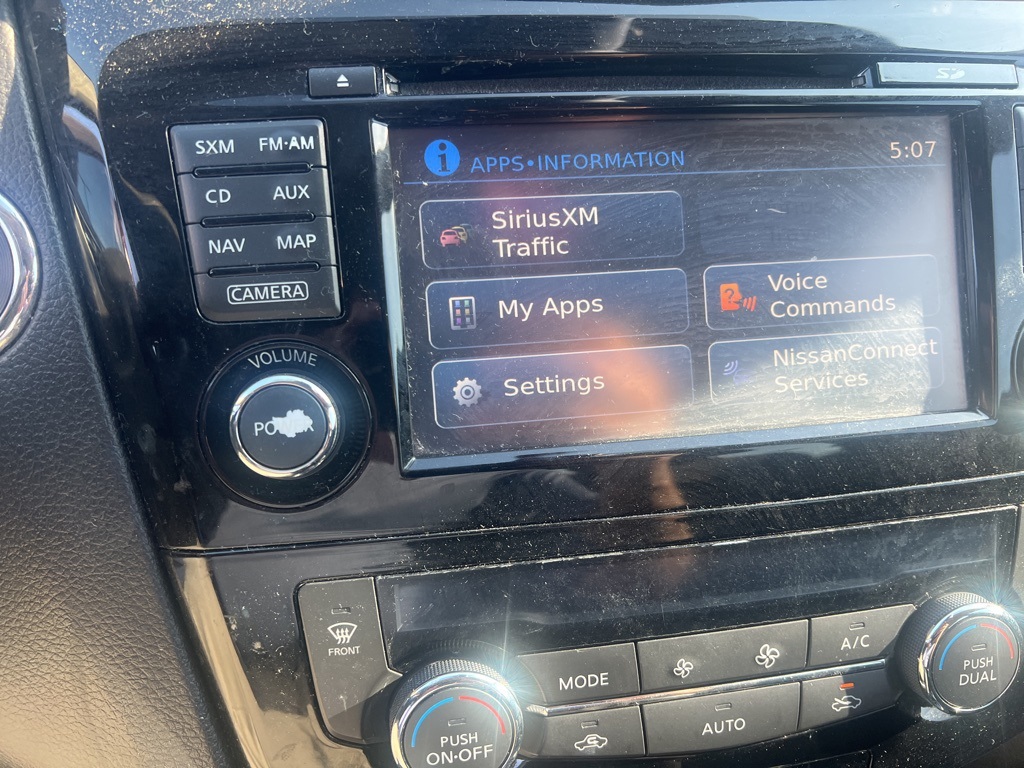 SXM FM·AM
CD AUX
NAV MAP
CAMERA
VOLUME
i APPS•INFORMATION 5:07
SiriusXM
Traffic
My Apps
Settings
?
Voice
Commands
NissanConnect
Services
FRONT
PUSH
ON·OFF
MODE
AUTO
A/C
PUSH
DUAL